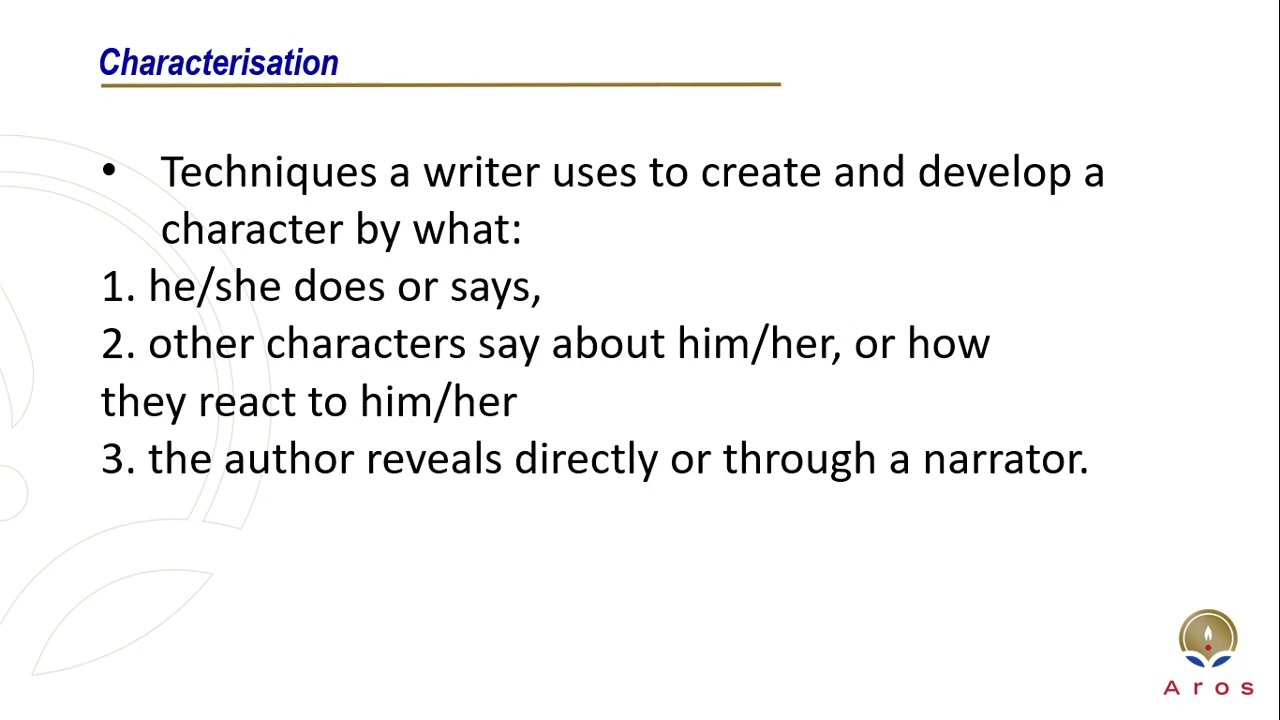 Characterisation
• Techniques a writer uses to create and develop a
character by what:
1. he/she does or says,
2. other characters say about him/her, or how
they react to him/her
3. the author reveals directly or through a narrator.
Aros